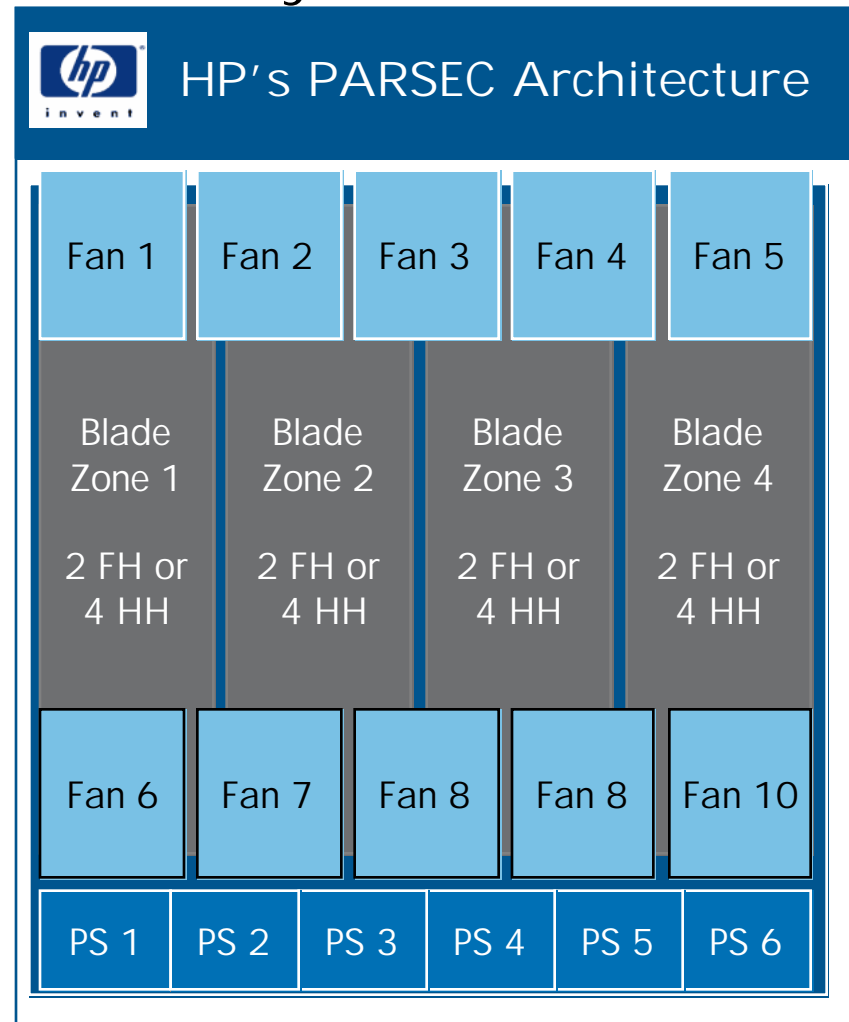 hp
invent
HP's PARSEC Architecture
Fan 1
Fan 2
Fan 3
Fan 4
Fan 5
Blade
Zone 1
2 FH or
4 HH
Blade
Zone 2
2 FH or
4 HH
Blade
Zone 3
2 FH or
4 HH
Blade
Zone 4
2 FH or
4 HH
Fan 6
Fan 7
Fan 8
Fan 8
Fan 10
PS 1
PS 2
PS 3
PS 4
PS 5
PS 6